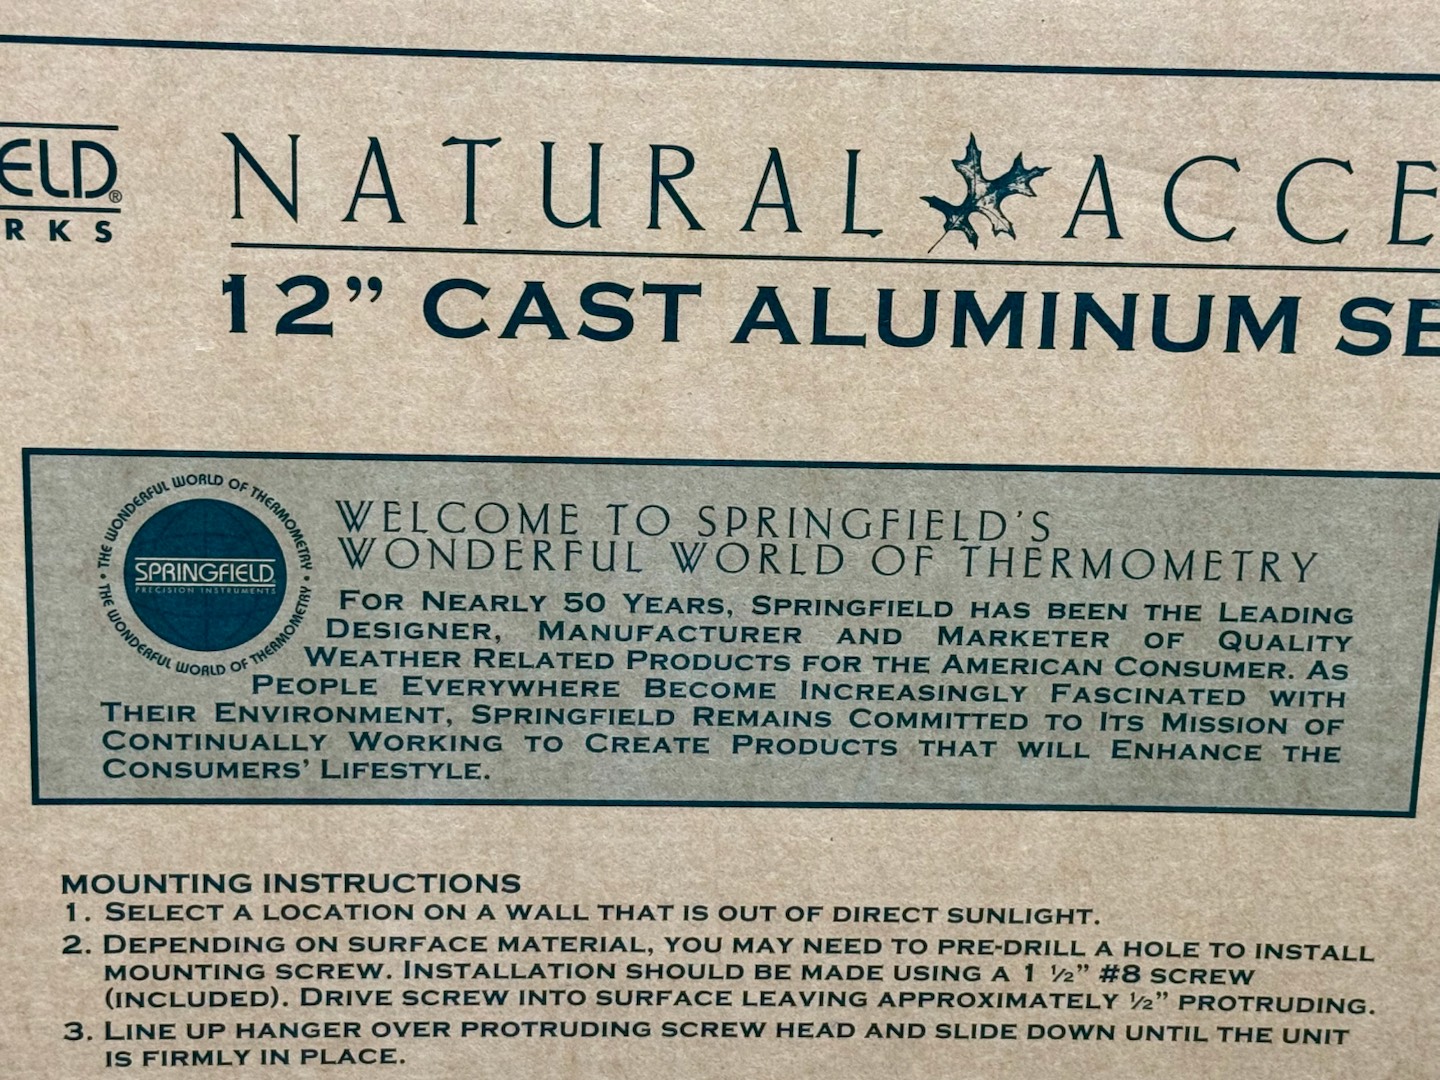 ELD®
RKS
NATURAL ACCE
12” CAST ALUMINUM SE
• THE WONDERFUL WORLD OF THERMOMETRY •
THE WONDERFUL WORLD OF THERMOMETRY
SPRINGFIELD
PRECISION INSTRUMENTS
WELCOME TO SPRINGFIELD'S
WONDERFUL WORLD OF THERMOMETRY
FOR NEARLY 50 YEARS, SPRINGFIELD HAS BEEN THE LEADING
DESIGNER, MANUFACTURER AND MARKETER OF QUALITY
WEATHER RELATED PRODUCTS FOR THE AMERICAN CONSUMER. AS
PEOPLE EVERYWHERE BECOME INCREASINGLY FASCINATED WITH
THEIR ENVIRONMENT, SPRINGFIELD REMAINS COMMITTED TO ITS MISSION OF
CONTINUALLY WORKING TO CREATE PRODUCTS THAT WILL ENHANCE THE
CONSUMERS’ LIFESTYLE.
MOUNTING INSTRUCTIONS
1. SELECT A LOCATION ON A WALL THAT IS OUT OF DIRECT SUNLIGHT.
2. DEPENDING ON SURFACE MATERIAL, YOU MAY NEED TO PRE-DRILL A HOLE TO INSTALL
MOUNTING SCREW. INSTALLATION SHOULD BE MADE USING A 1 ½” #8 SCREW
(INCLUDED). DRIVE SCREW INTO SURFACE LEAVING APPROXIMATELY ½” PROTRUDING.
3. LINE UP HANGER OVER PROTRUDING SCREW HEAD AND SLIDE DOWN UNTIL THE UNIT
IS FIRMLY IN PLACE.